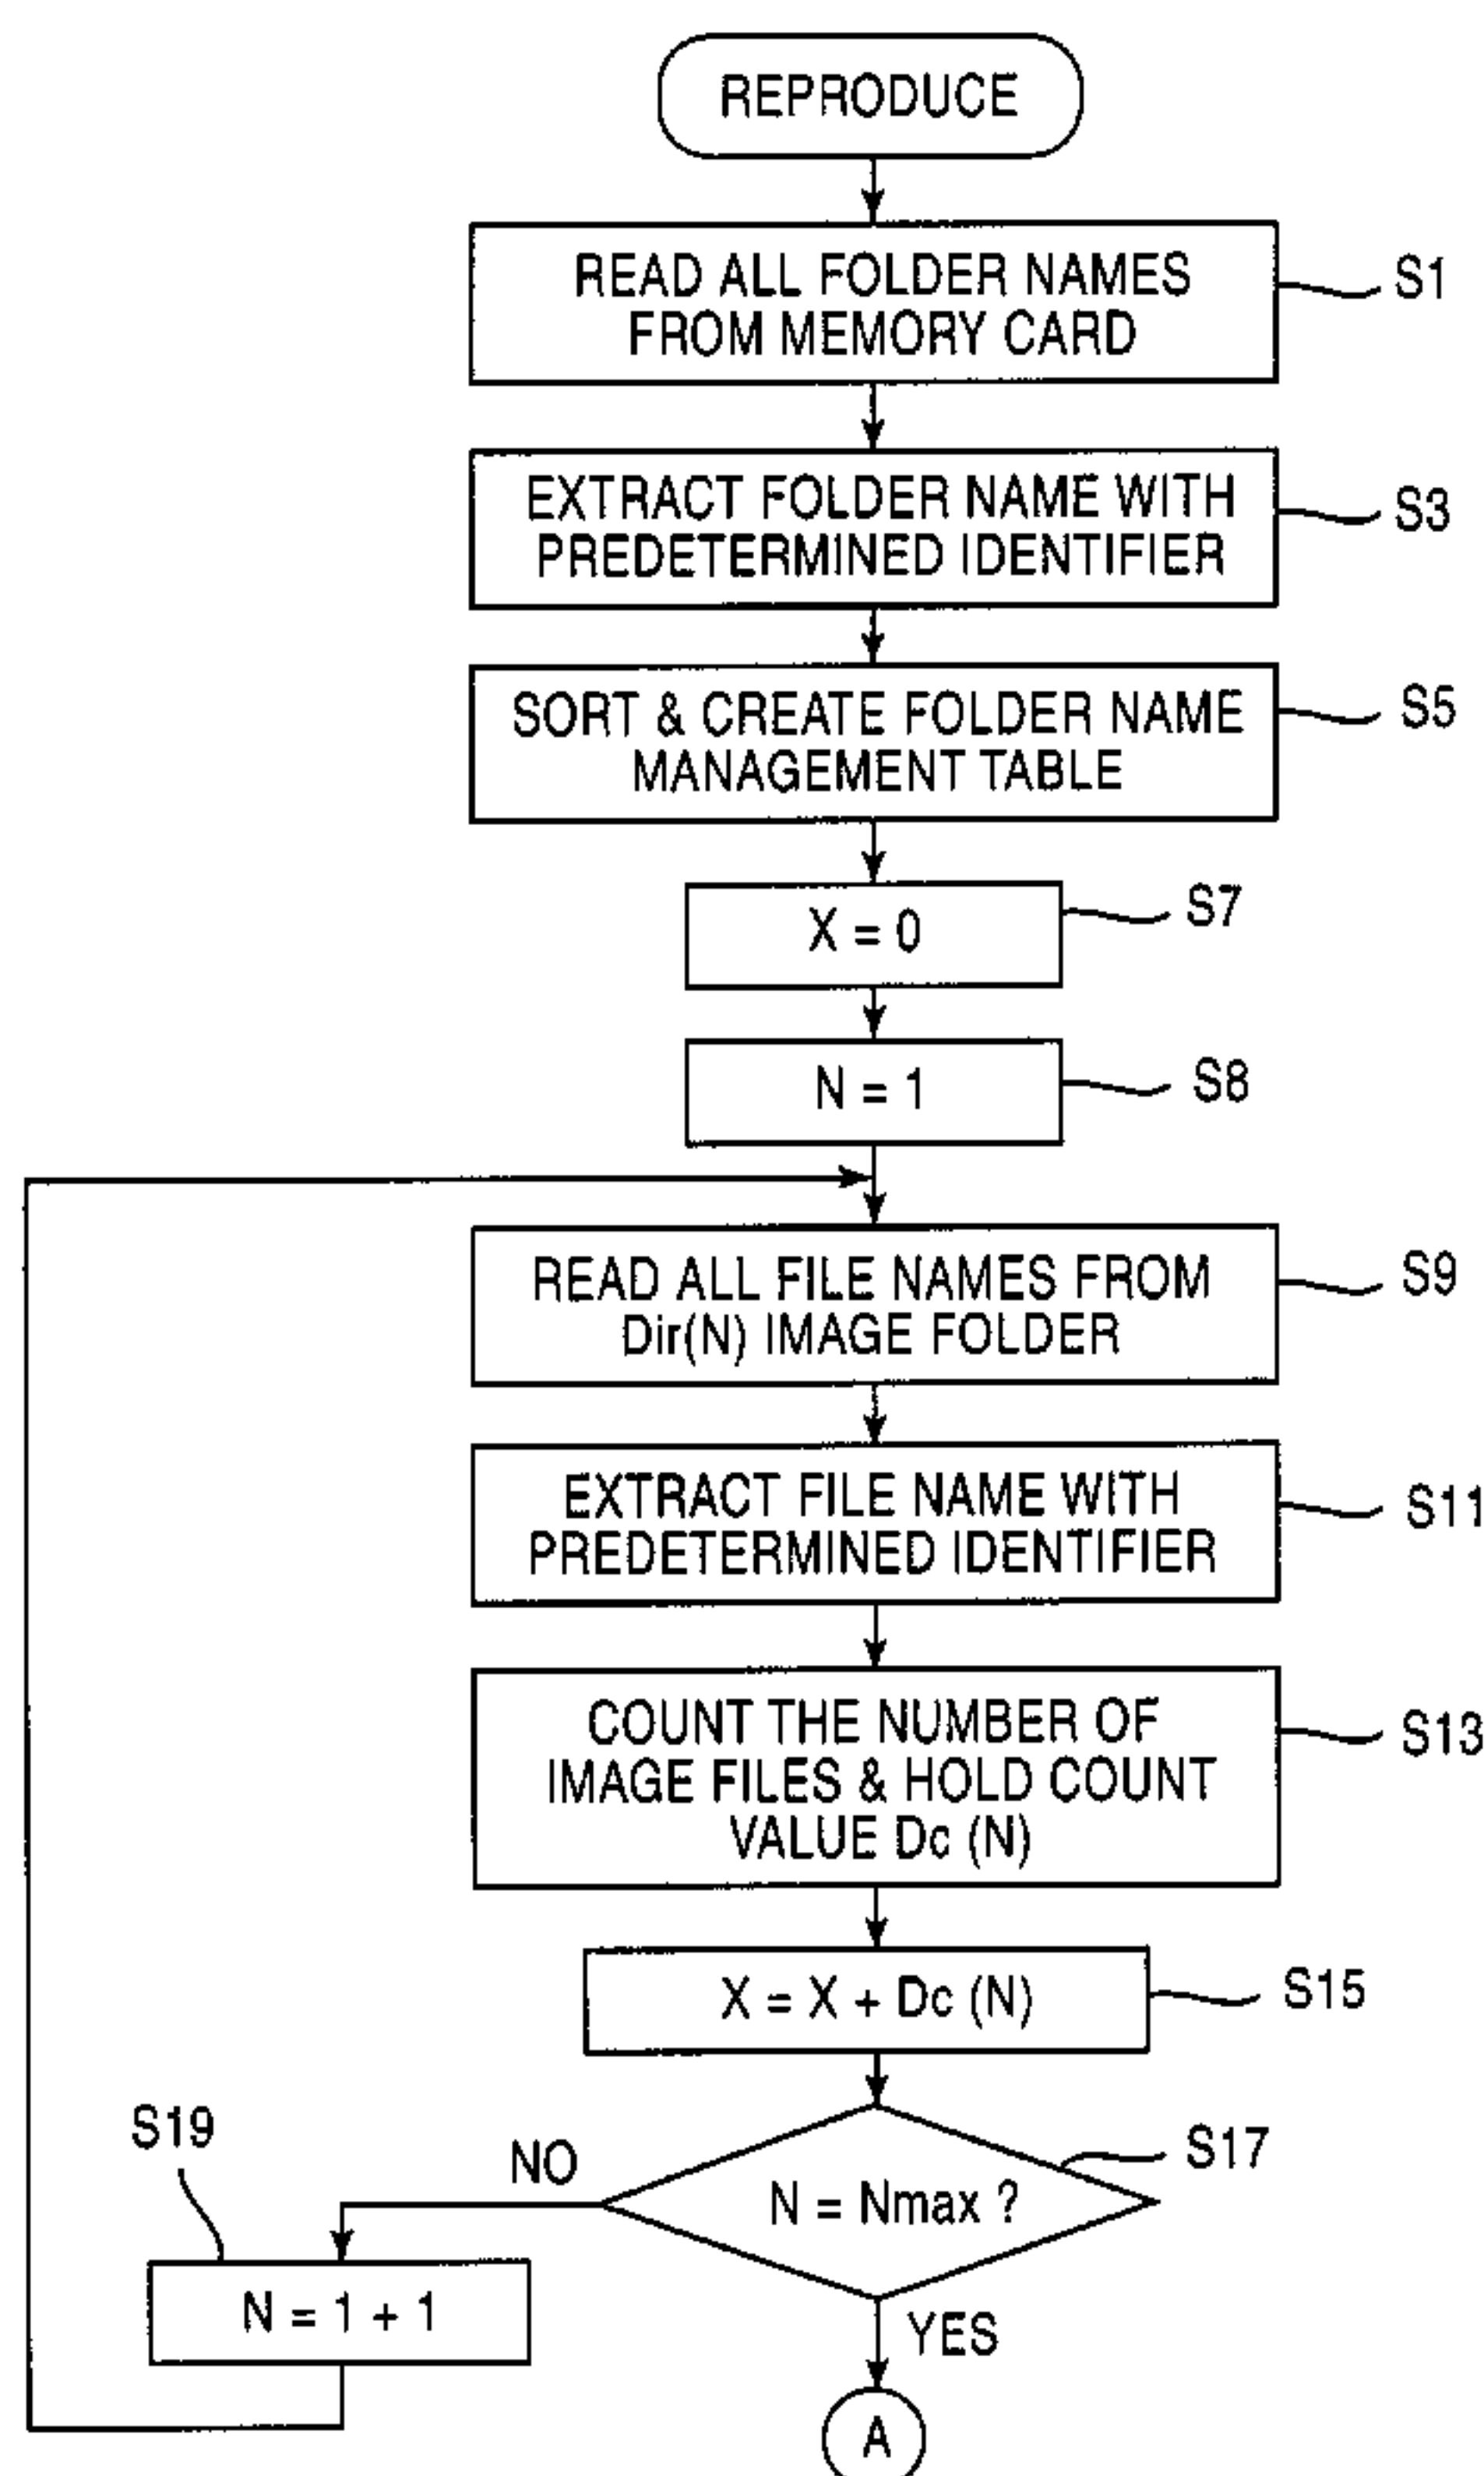 REPRODUCE
READ ALL FOLDER NAMES
FROM MEMORY CARD
S1
EXTRACT FOLDER NAME WITH
PREDETERMINED IDENTIFIER
S3
SORT & CREATE FOLDER NAME
MANAGEMENT TABLE
S5
X = 0
S7
N = 1
S8
READ ALL FILE NAMES FROM
Dir(N) IMAGE FOLDER
S9
EXTRACT FILE NAME WITH
PREDETERMINED IDENTIFIER
S11
COUNT THE NUMBER OF
IMAGE FILES & HOLD COUNT
VALUE Dc (N)
S13
X = X + Dc (N)
S15
N = Nmax ?
S17
NO
S19
N = 1 + 1
YES
A